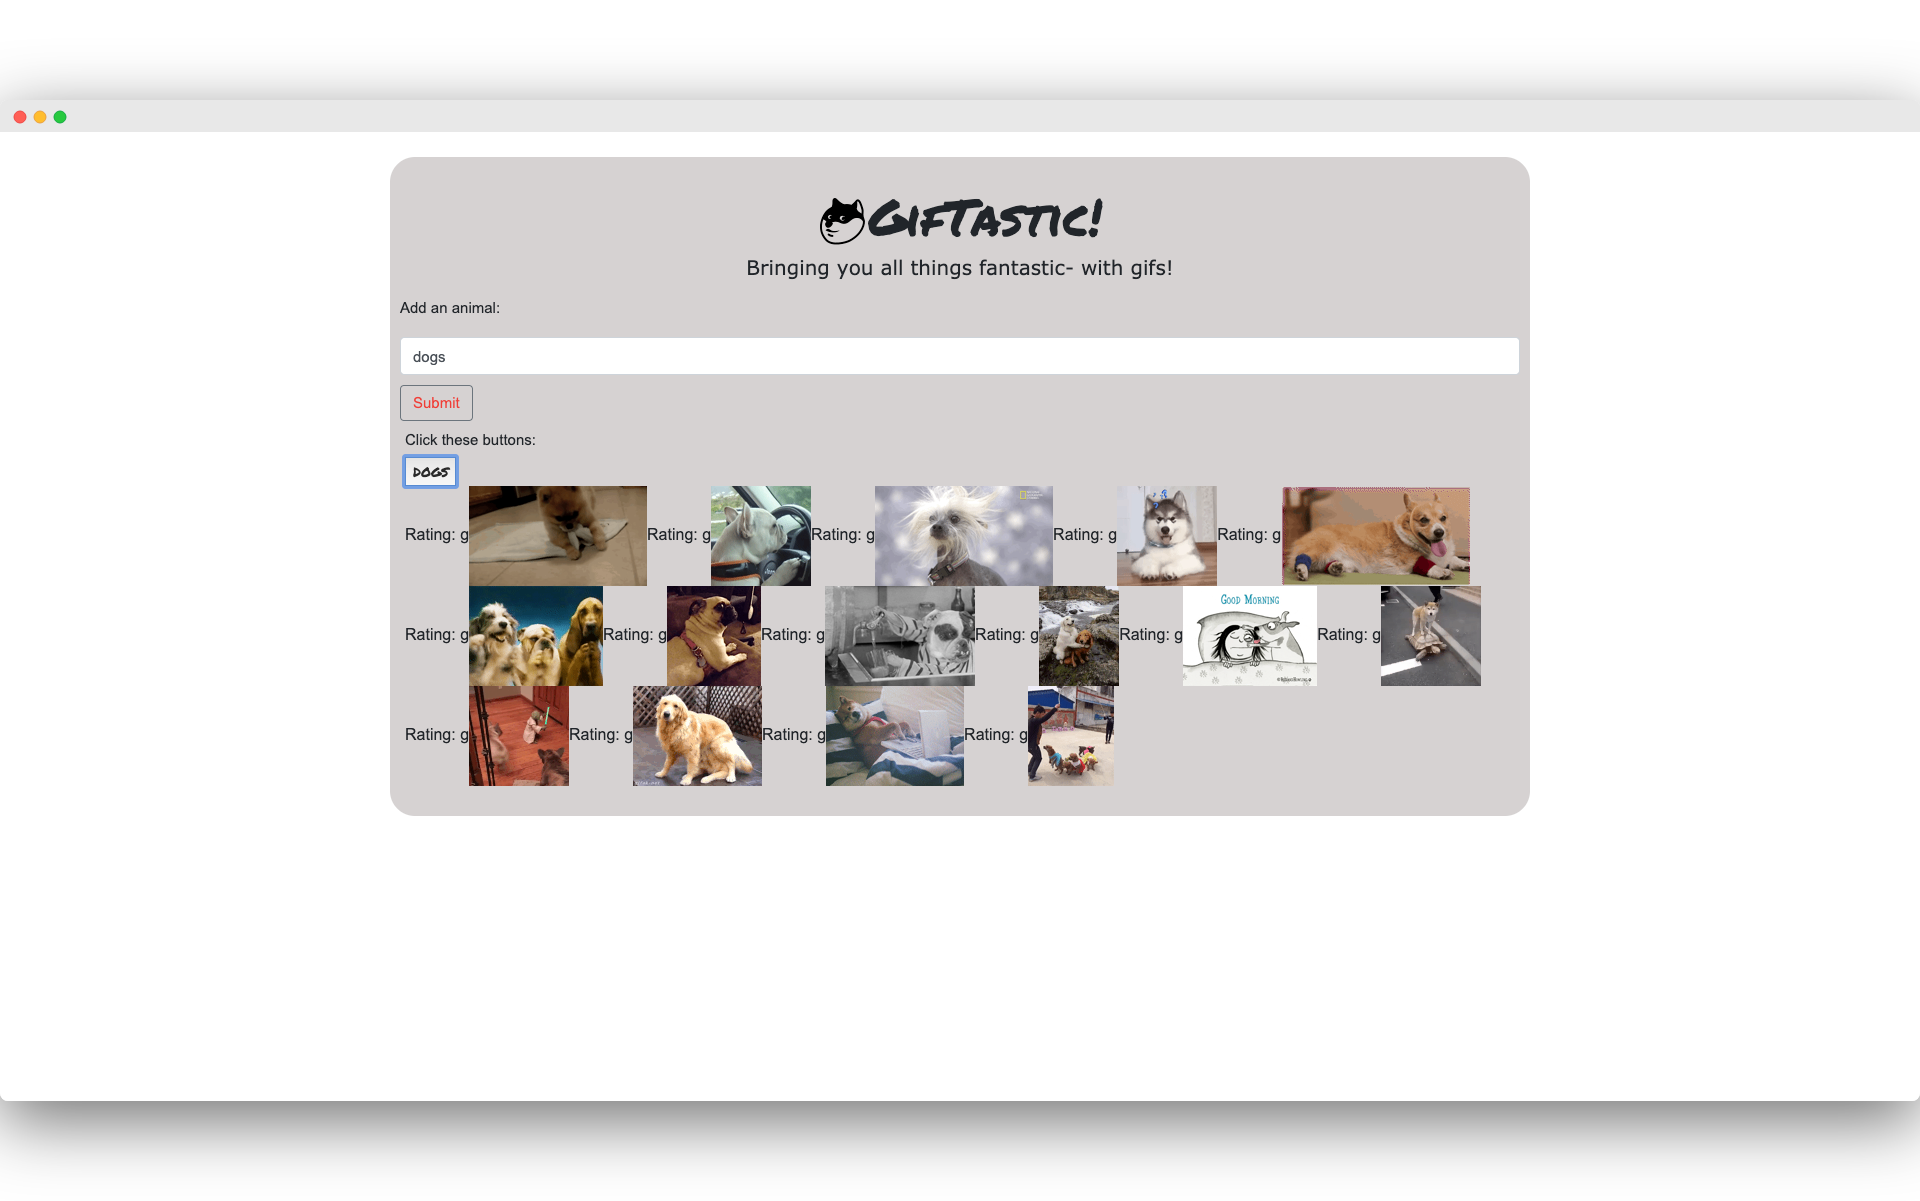 GifTastic!
Bringing you all things fantastic- with gifs!
Add an animal:
dogs
Submit
Click these buttons:
DOGS
Rating: g Rating: g Rating: g Rating: g Rating: g
GOOD MORNING
Rating: g Rating: g Rating: g Rating: g Rating: g Rating: g
Rating: g Rating: g Rating: g Rating: g